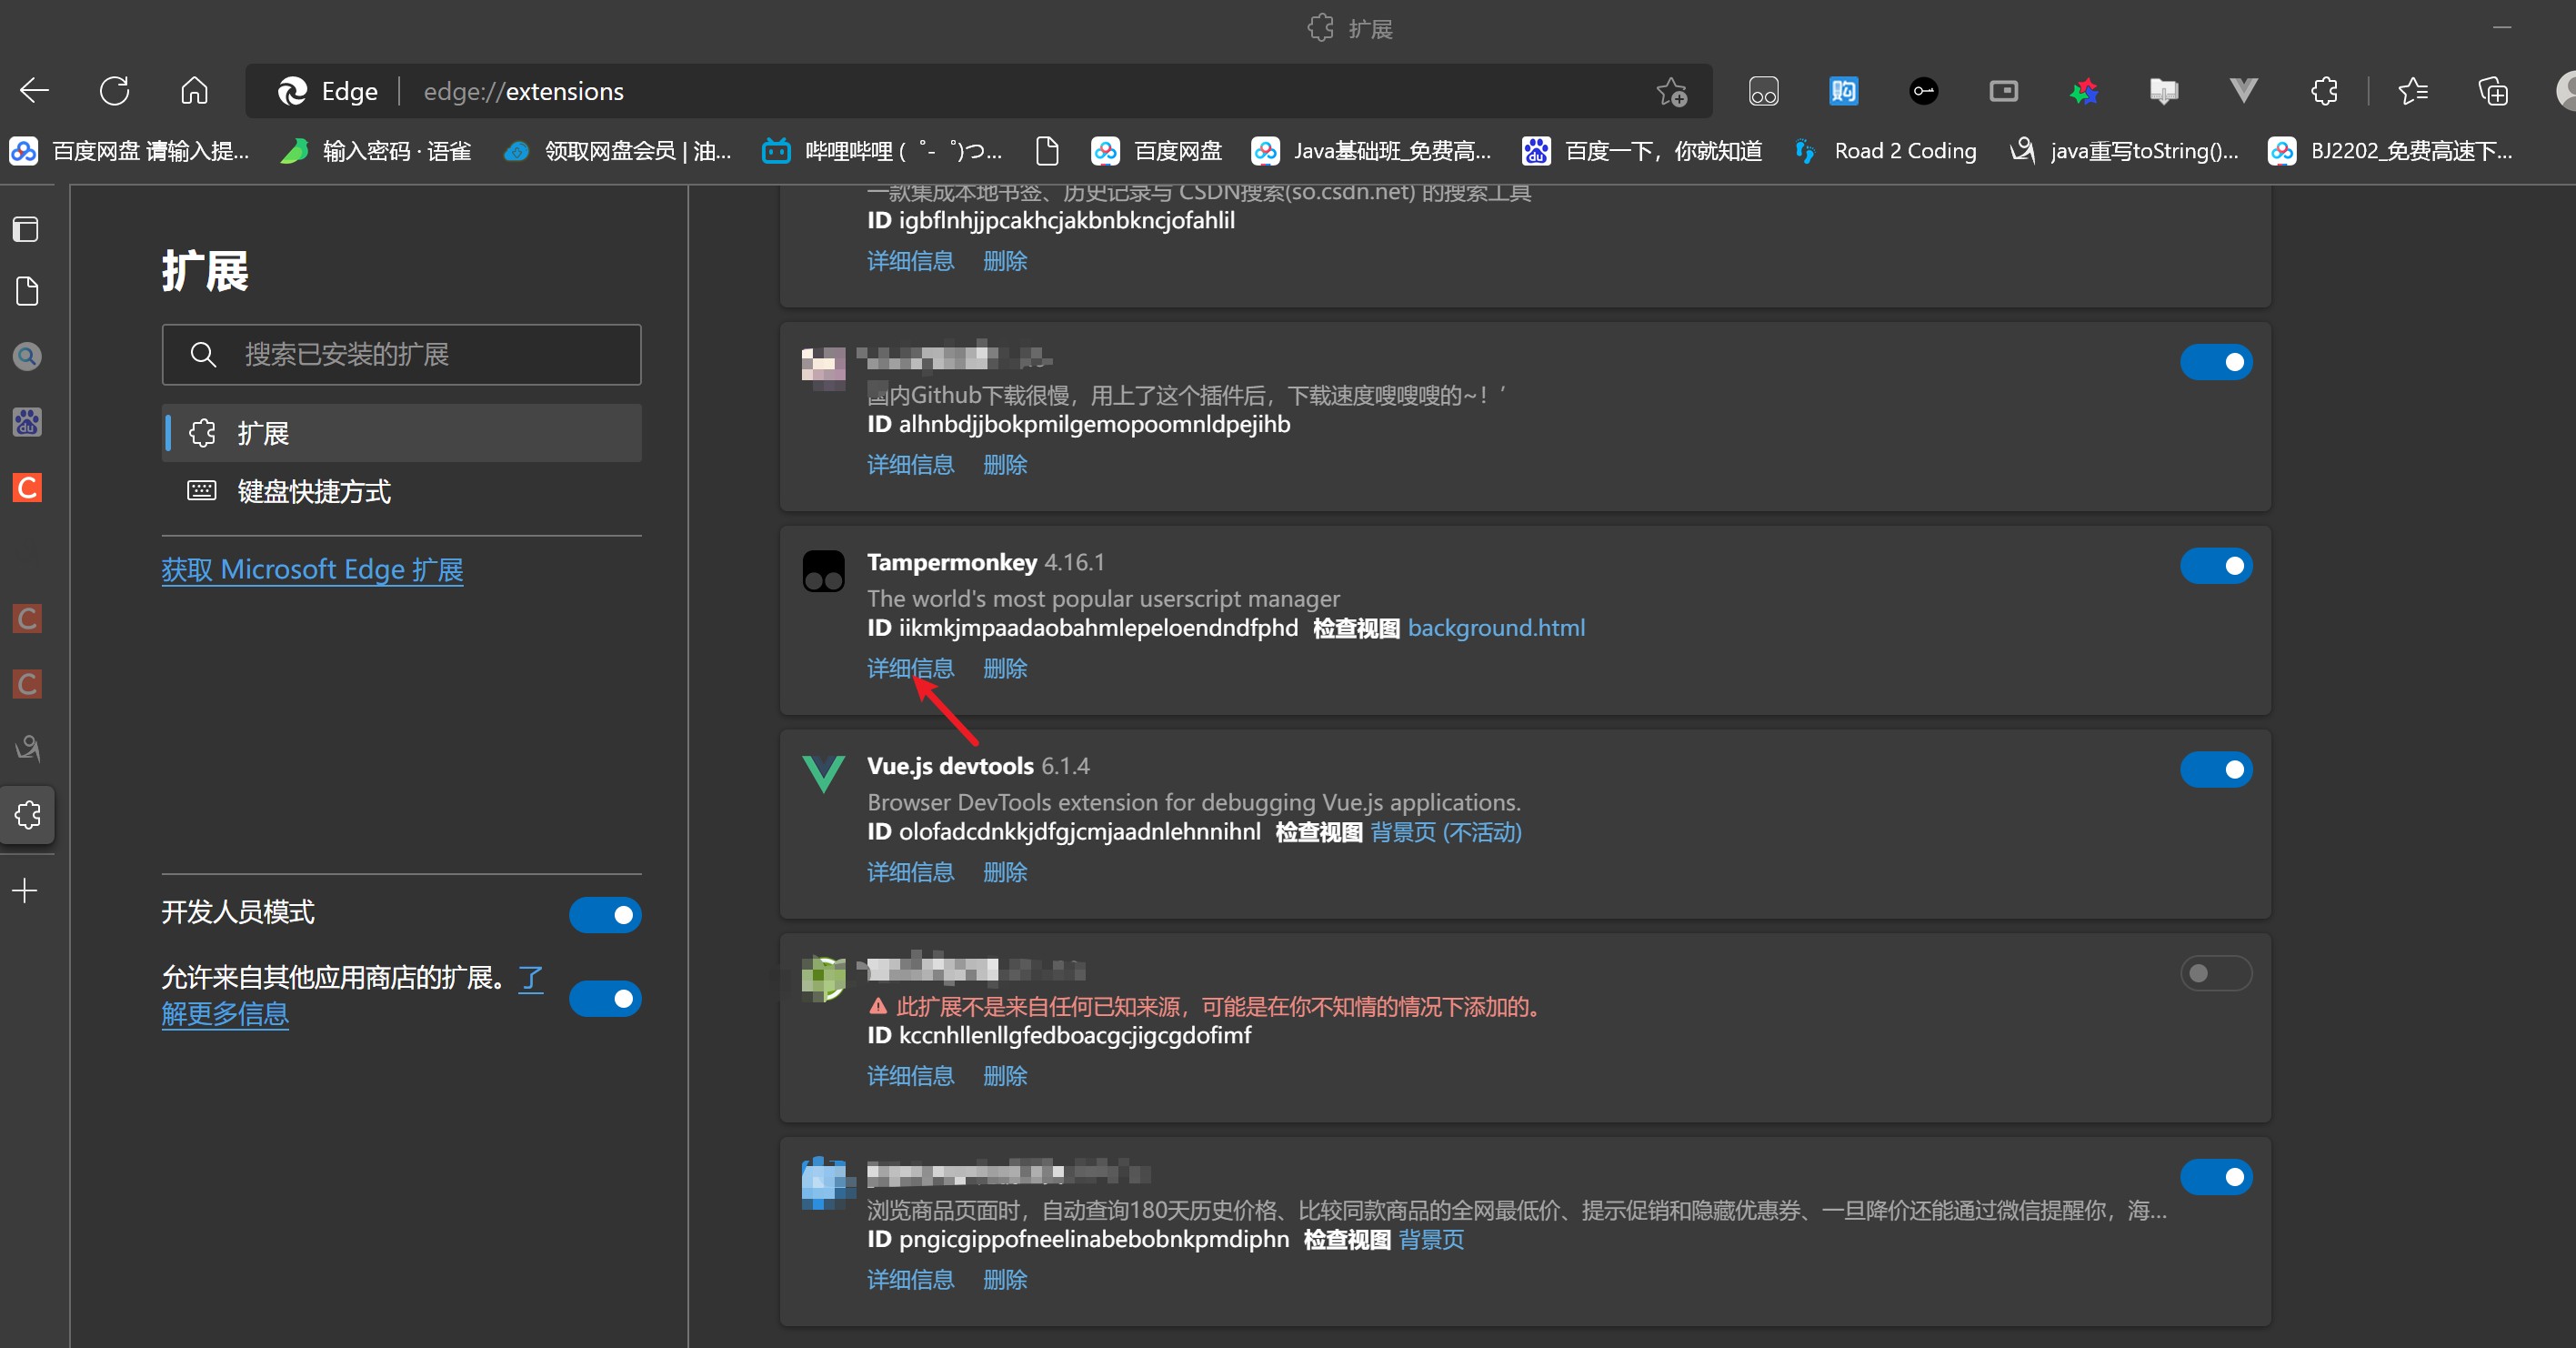 扩展
Edge
edge://extensions
购
百度网盘 请输入提...
输入密码 · 语雀
领取网盘会员 | 油...
哔哩哔哩 (゜-゜)つ...
百度网盘
Java基础班_免费高...
百度一下，你就知道
Road 2 Coding
java重写toString()...
BJ2202_免费高速下...
扩展
搜索已安装的扩展
扩展
键盘快捷方式
获取 Microsoft Edge 扩展
开发人员模式
允许来自其他应用商店的扩展。了
解更多信息
一款集成本地书签、历史记录与 CSDN搜索(so.csdn.net) 的搜索工具
ID igbflnhjjpcakhcjakbnbkncjofahlil
详细信息 删除
国内Github下载很慢，用上了这个插件后，下载速度嗖嗖嗖的~！’
ID alhnbdjjbokpmilgemopoomnldpejihb
详细信息 删除
Tampermonkey 4.16.1
The world's most popular userscript manager
ID iikmkjmpaadaobahmlepeloendndfphd 检查视图 background.html
详细信息 删除
Vue.js devtools 6.1.4
Browser DevTools extension for debugging Vue.js applications.
ID olofadcdnkkjdfgjcmjaadnlehnnihnl 检查视图 背景页 (不活动)
详细信息 删除
此扩展不是来自任何已知来源，可能是在你不知情的情况下添加的。
ID kccnhllenllgfedboacgcjigcgdofimf
详细信息 删除
浏览商品页面时，自动查询180天历史价格、比较同款商品的全网最低价、提示促销和隐藏优惠券、一旦降价还能通过微信提醒你，海...
ID pngicgippofneelinabebobnkpmdiphn 检查视图 背景页
详细信息 删除